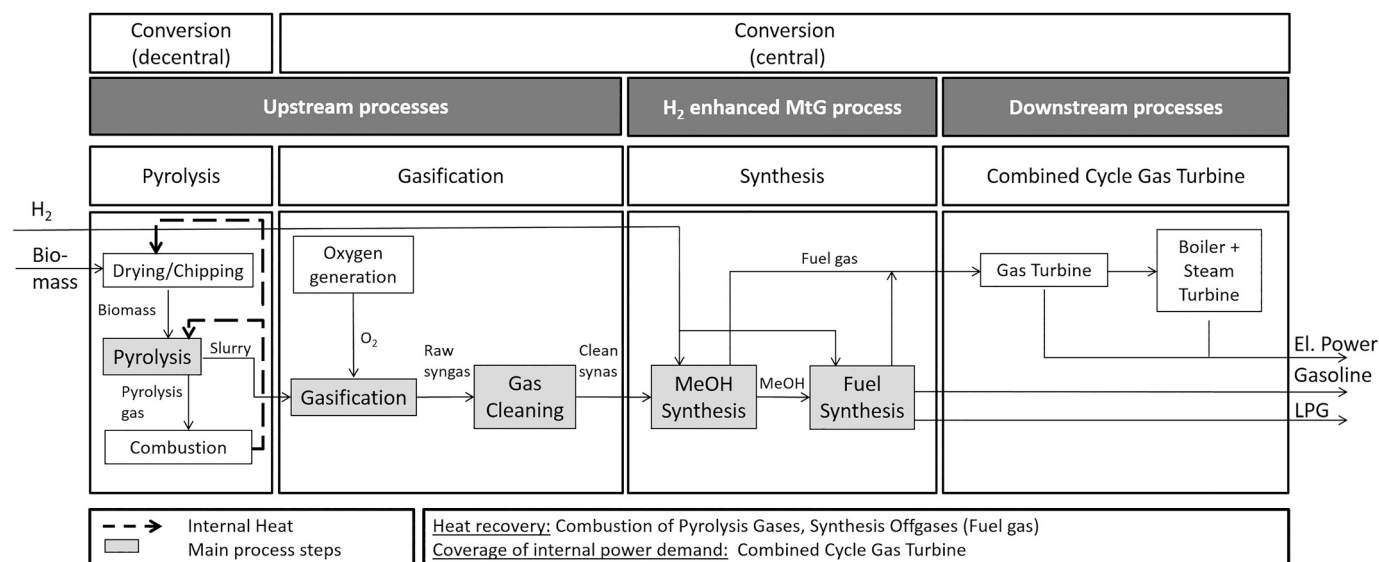 Conversion
(decentral)
Conversion
(central)
Upstream processes
H₂ enhanced MtG process
Downstream processes
Pyrolysis
Gasification
Synthesis
Combined Cycle Gas Turbine
H₂
Bio-
mass
Drying/Chipping
Biomass
Pyrolysis
Slurry
Pyrolysis
gas
Combustion
Oxygen
generation
O₂
Gasification
Raw
syngas
Gas
Cleaning
Clean
synas
MeOH
Synthesis
MeOH
Fuel
Synthesis
Fuel gas
Gas Turbine
Boiler +
Steam
Turbine
El. Power
Gasoline
LPG
Internal Heat
Main process steps
Heat recovery: Combustion of Pyrolysis Gases, Synthesis Offgases (Fuel gas)
Coverage of internal power demand: Combined Cycle Gas Turbine